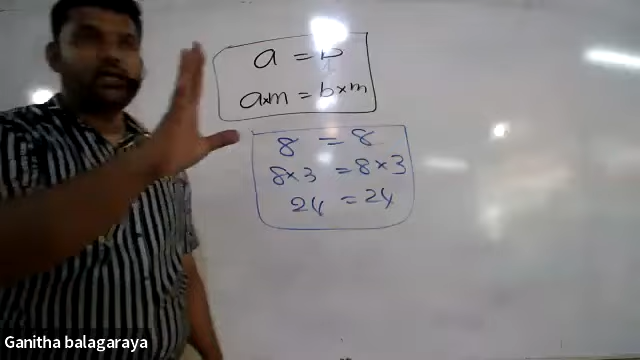 a = b
a×m = b×m
8 = 8
8×3 = 8×3
24 = 24
Ganitha balagaraya